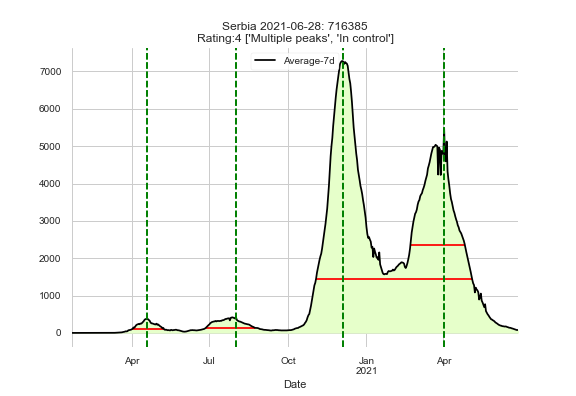 Serbia 2021-06-28: 716385
Rating:4 ['Multiple peaks', 'In control']
Average-7d
7000
6000
5000
4000
3000
2000
1000
0
Apr
Jul
Oct
Jan
2021
Apr
Date